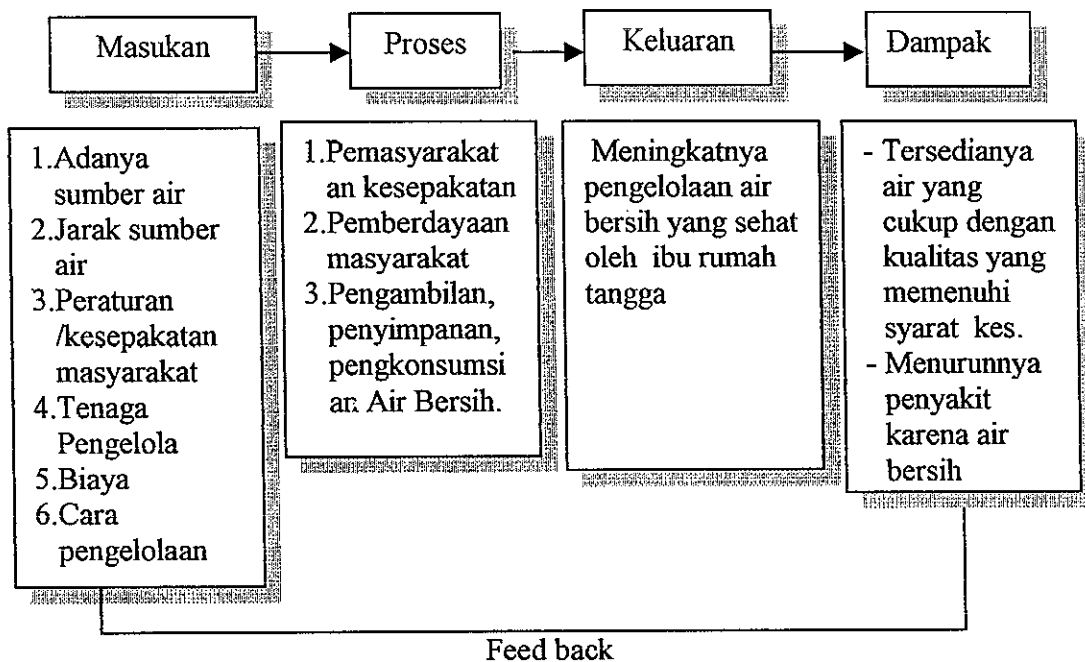 Masukan
Proses
Keluaran
Dampak
1.Adanya
sumber air
2.Jarak sumber
air
3.Peraturan
/kesepakatan
masyarakat
4.Tenaga
Pengelola
5.Biaya
6.Cara
pengelolaan
1.Pemasyarakat
an kesepakatan
2.Pemberdayaan
masyarakat
3.Pengambilan,
penyimpanan,
pengkonsumsi
an Air Bersih.
Meningkatnya
pengelolaan air
bersih yang sehat
oleh ibu rumah
tangga
- Tersedianya
air yang
cukup dengan
kualitas yang
memenuhi
syarat kes.
- Menurunnya
penyakit
karena air
bersih
Feed back